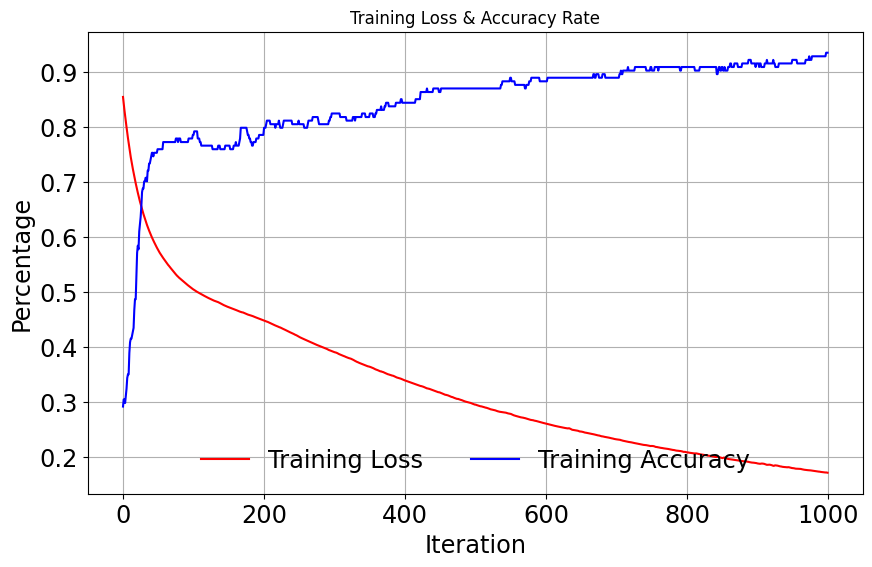 Training Loss & Accuracy Rate
Percentage
0.9
0.8
0.7
0.6
0.5
0.4
0.3
0.2
Training Loss Training Accuracy
0 200 400 600 800 1000
Iteration